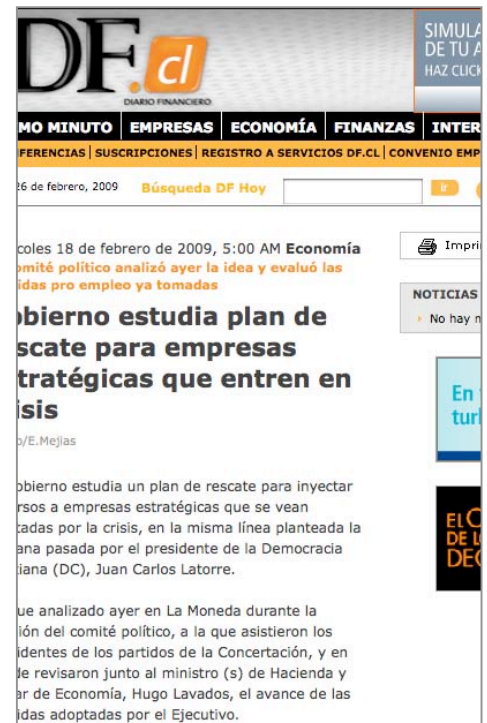 DF.cl
DIARIO FINANCIERO
SIMULA
DE TU A
HAZ CLICK
MO MINUTO EMPRESAS ECONOMÍA FINANZAS INTER
FERENCIAS | SUSCRIPCIONES | REGISTRO A SERVICIOS DF.CL | CONVENIO EMP
26 de febrero, 2009 Búsqueda DF Hoy ir
coles 18 de febrero de 2009, 5:00 AM Economía
omité político analizó ayer la idea y evaluó las
idas pro empleo ya tomadas
obierno estudia plan de
scate para empresas
tratégicas que entren en
isis
o/E.Mejias
obierno estudia un plan de rescate para inyectar
rsos a empresas estratégicas que se vean
tadas por la crisis, en la misma línea planteada la
ana pasada por el presidente de la Democracia
tiana (DC), Juan Carlos Latorre.
ue analizado ayer en La Moneda durante la
ión del comité político, a la que asistieron los
identes de los partidos de la Concertación, y en
de revisaron junto al ministro (s) de Hacienda y
ar de Economía, Hugo Lavados, el avance de las
idas adoptadas por el Ejecutivo.
Impri
NOTICIAS
No hay n
En
turi
EL
DE L
DE